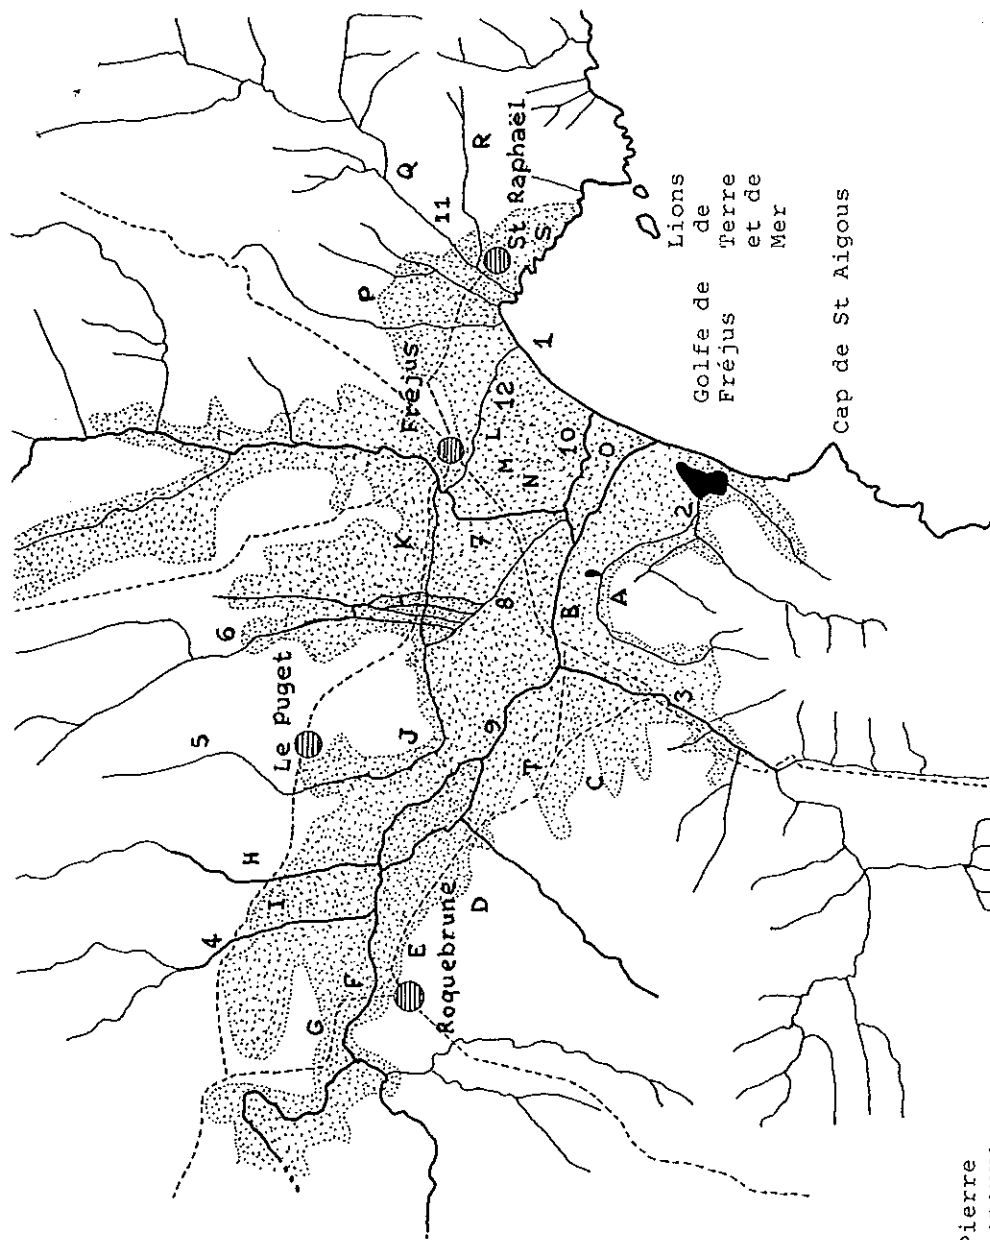 Q
R
11
St Raphaël
S
P
Fréjus
1
12
L
M
N
10
O
Lions
de
Terre
et de
Mer
Golfe de
Fréjus
Cap de St Aigous
K
7
8
6
2
A
B
Le Puget
5
J
9
3
T
C
H
I
4
D
E
Roquebrune
F
G
Pierre